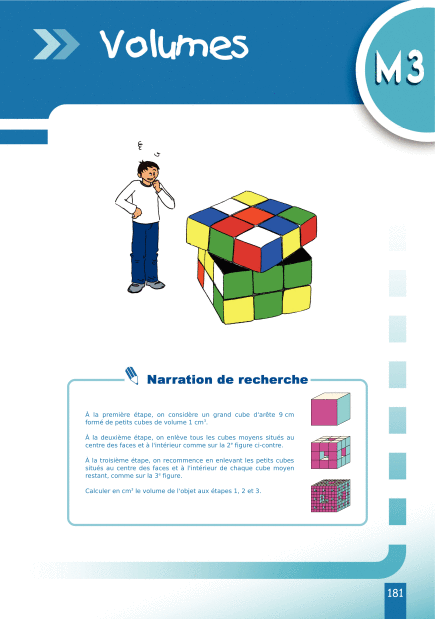 Volumes
M3
Narration de recherche
À la première étape, on considère un grand cube d'arête 9 cm
formé de petits cubes de volume 1 cm³.
À la deuxième étape, on enlève tous les cubes moyens situés au
centre des faces et à l'intérieur comme sur la 2ᵉ figure ci-contre.
À la troisième étape, on recommence en enlevant les petits cubes
situés au centre des faces et à l'intérieur de chaque cube moyen
restant, comme sur la 3ᵉ figure.
Calculer en cm³ le volume de l'objet aux étapes 1, 2 et 3.
181